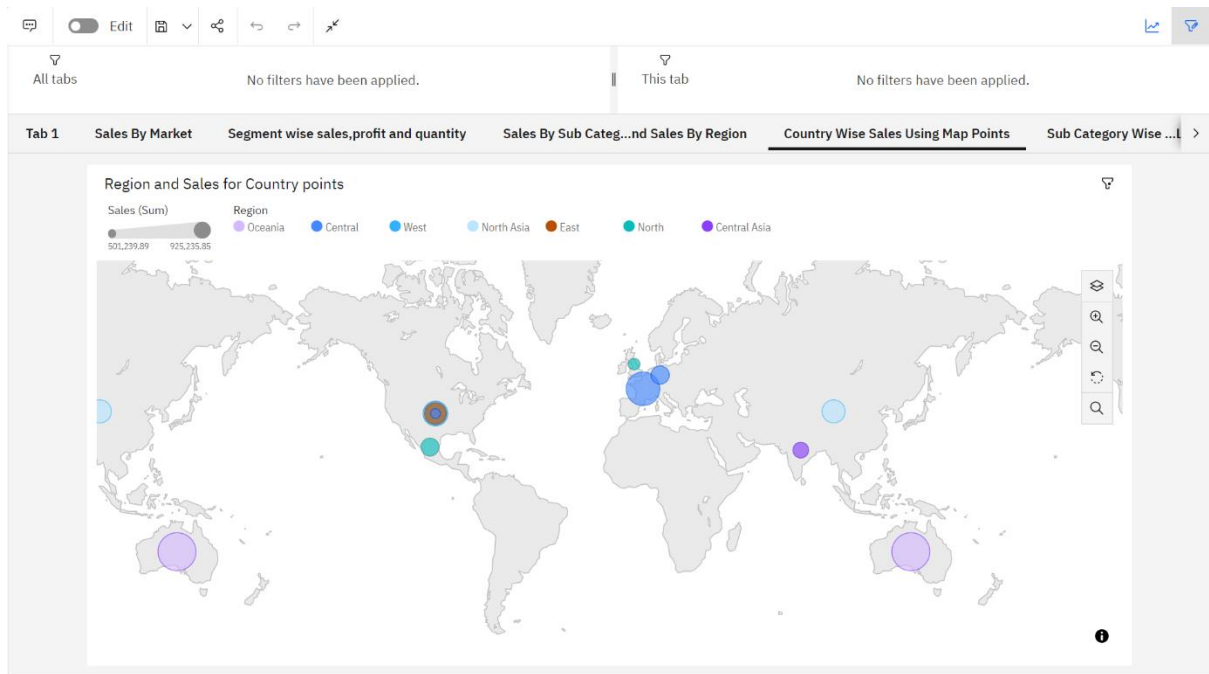 Edit
All tabs
No filters have been applied.
This tab
No filters have been applied.
Tab 1
Sales By Market
Segment wise sales,profit and quantity
Sales By Sub Categ...nd Sales By Region
Country Wise Sales Using Map Points
Sub Category Wise ...L
Region and Sales for Country points
Sales (Sum)
501,239.89 925,235.85
Region
Oceania Central West North Asia East North Central Asia